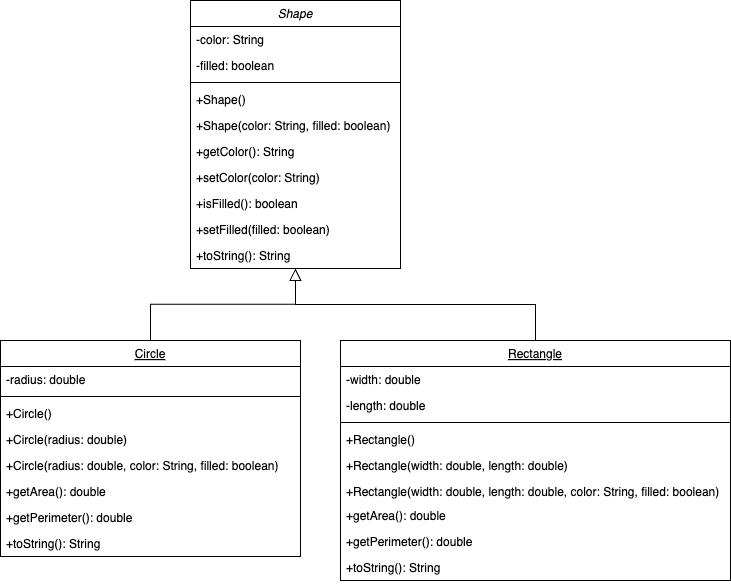 Shape
-color: String
-filled: boolean
+Shape()
+Shape(color: String, filled: boolean)
+getColor(): String
+setColor(color: String)
+isFilled(): boolean
+setFilled(filled: boolean)
+toString(): String
Circle
-radius: double
+Circle()
+Circle(radius: double)
+Circle(radius: double, color: String, filled: boolean)
+getArea(): double
+getPerimeter(): double
+toString(): String
Rectangle
-width: double
-length: double
+Rectangle()
+Rectangle(width: double, length: double)
+Rectangle(width: double, length: double, color: String, filled: boolean)
+getArea(): double
+getPerimeter(): double
+toString(): String